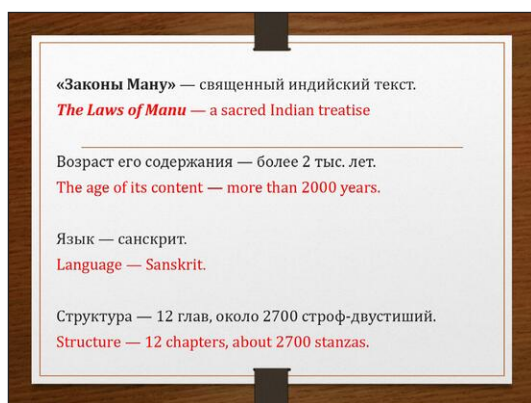 «Законы Ману» — священный индийский текст.
The Laws of Manu — a sacred Indian treatise
Возраст его содержания — более 2 тыс. лет.
The age of its content — more than 2000 years.
Язык — санскрит.
Language — Sanskrit.
Структура — 12 глав, около 2700 строф-двустиший.
Structure — 12 chapters, about 2700 stanzas.